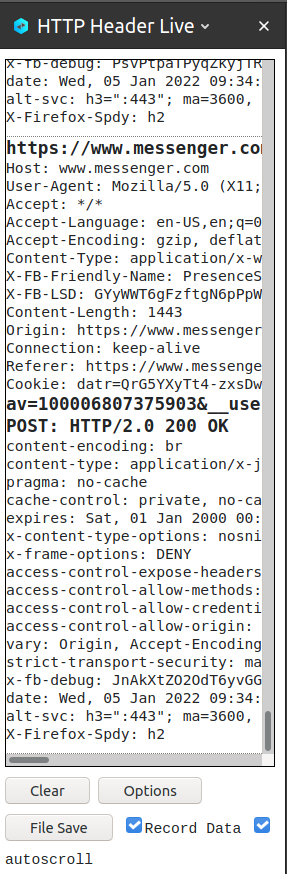 HTTP Header Live
x-fb-debug: PsvPtpaTPyqZkyjTR
date: Wed, 05 Jan 2022 09:34:
alt-svc: h3=":443"; ma=3600,
X-Firefox-Spdy: h2
https://www.messenger.co
Host: www.messenger.com
User-Agent: Mozilla/5.0 (X11;
Accept: */*
Accept-Language: en-US,en;q=0
Accept-Encoding: gzip, deflat
Content-Type: application/x-w
X-FB-Friendly-Name: PresenceS
X-FB-LSD: GYyWWT6gFzftgN6pPpW
Content-Length: 1443
Origin: https://www.messenger
Connection: keep-alive
Referer: https://www.messenge
Cookie: datr=QrG5YXyTt4-zxsDw
av=100006807375903&__use
POST: HTTP/2.0 200 OK
content-encoding: br
content-type: application/x-j
pragma: no-cache
cache-control: private, no-ca
expires: Sat, 01 Jan 2000 00:
x-content-type-options: nosni
x-frame-options: DENY
access-control-expose-headers
access-control-allow-methods:
access-control-allow-credenti
access-control-allow-origin:
vary: Origin, Accept-Encoding
strict-transport-security: ma
x-fb-debug: JnAkXtZO2OdT6yvGG
date: Wed, 05 Jan 2022 09:34:
alt-svc: h3=":443"; ma=3600,
X-Firefox-Spdy: h2
Clear Options
File Save Record Data
autoscroll